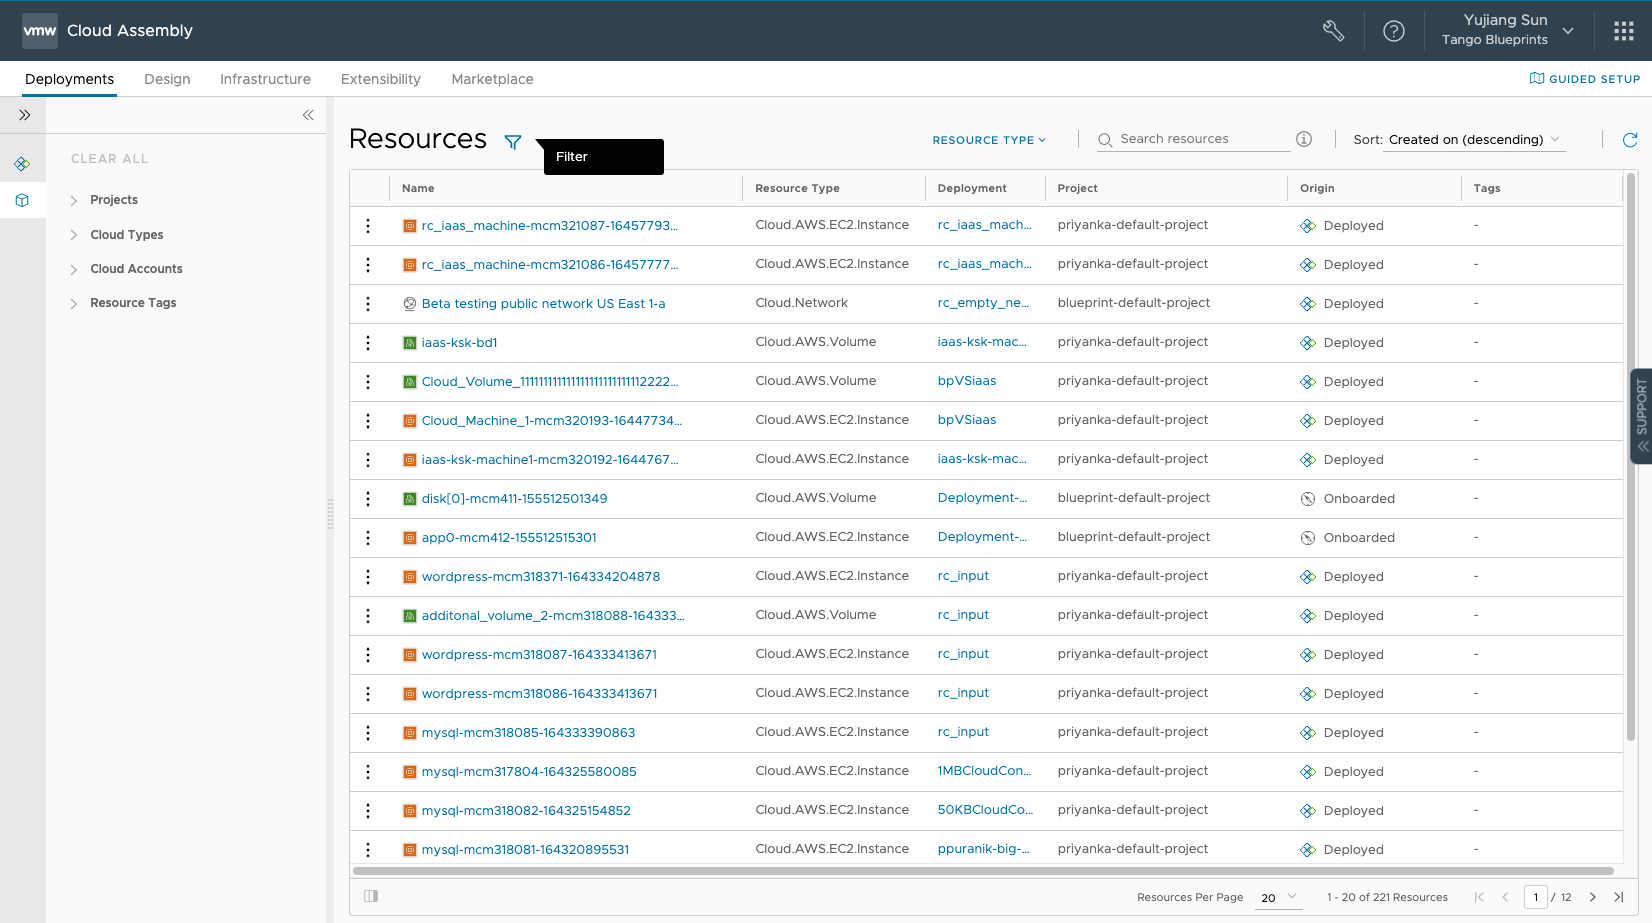 vmw Cloud Assembly
Yujiang Sun
Tango Blueprints
Deployments Design Infrastructure Extensibility Marketplace GUIDED SETUP
CLEAR ALL
Projects
Cloud Types
Cloud Accounts
Resource Tags
Resources Filter RESOURCE TYPE Search resources Sort: Created on (descending)
Name Resource Type Deployment Project Origin Tags
rc_iaas_machine-mcm321087-16457793... Cloud.AWS.EC2.Instance rc_iaas_mach... priyanka-default-project Deployed -
rc_iaas_machine-mcm321086-16457777... Cloud.AWS.EC2.Instance rc_iaas_mach... priyanka-default-project Deployed -
Beta testing public network US East 1-a Cloud.Network rc_empty_ne... blueprint-default-project Deployed -
iaas-ksk-bd1 Cloud.AWS.Volume iaas-ksk-mac... priyanka-default-project Deployed -
Cloud_Volume_1111111111111111111111111112222... Cloud.AWS.Volume bpVSiaas priyanka-default-project Deployed -
Cloud_Machine_1-mcm320193-16447734... Cloud.AWS.EC2.Instance bpVSiaas priyanka-default-project Deployed -
iaas-ksk-machine1-mcm320192-1644767... Cloud.AWS.EC2.Instance iaas-ksk-mac... priyanka-default-project Deployed -
disk[0]-mcm411-155512501349 Cloud.AWS.Volume Deployment-... blueprint-default-project Onboarded -
app0-mcm412-155512515301 Cloud.AWS.EC2.Instance Deployment-... blueprint-default-project Onboarded -
wordpress-mcm318371-164334204878 Cloud.AWS.EC2.Instance rc_input priyanka-default-project Deployed -
additonal_volume_2-mcm318088-164333... Cloud.AWS.Volume rc_input priyanka-default-project Deployed -
wordpress-mcm318087-164333413671 Cloud.AWS.EC2.Instance rc_input priyanka-default-project Deployed -
wordpress-mcm318086-164333413671 Cloud.AWS.EC2.Instance rc_input priyanka-default-project Deployed -
mysql-mcm318085-164333390863 Cloud.AWS.EC2.Instance rc_input priyanka-default-project Deployed -
mysql-mcm317804-164325580085 Cloud.AWS.EC2.Instance 1MBCloudCon... priyanka-default-project Deployed -
mysql-mcm318082-164325154852 Cloud.AWS.EC2.Instance 50KBCloudCo... priyanka-default-project Deployed -
mysql-mcm318081-164320895531 Cloud.AWS.EC2.Instance ppuranik-big-... priyanka-default-project Deployed -
SUPPORT
Resources Per Page 20 1 - 20 of 221 Resources 1 / 12